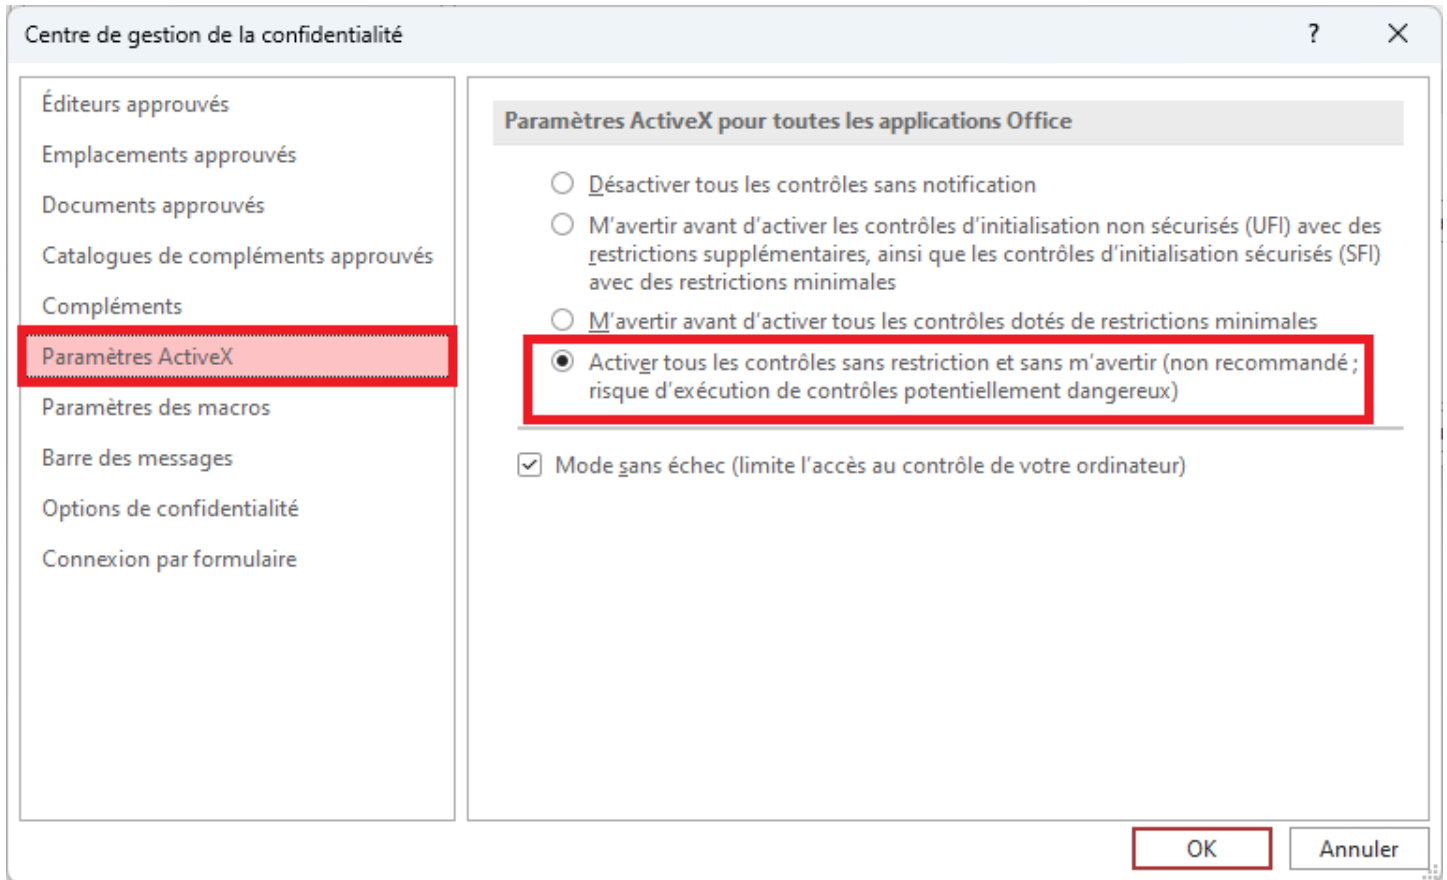 Centre de gestion de la confidentialité
?
Éditeurs approuvés
Emplacements approuvés
Documents approuvés
Catalogues de compléments approuvés
Compléments
Paramètres ActiveX
Paramètres des macros
Barre des messages
Options de confidentialité
Connexion par formulaire
Paramètres ActiveX pour toutes les applications Office
Désactiver tous les contrôles sans notification
M’avertir avant d’activer les contrôles d’initialisation non sécurisés (UFI) avec des
restrictions supplémentaires, ainsi que les contrôles d’initialisation sécurisés (SFI)
avec des restrictions minimales
M’avertir avant d’activer tous les contrôles dotés de restrictions minimales
Activer tous les contrôles sans restriction et sans m’avertir (non recommandé ;
risque d’exécution de contrôles potentiellement dangereux)
Mode sans échec (limite l’accès au contrôle de votre ordinateur)
OK
Annuler